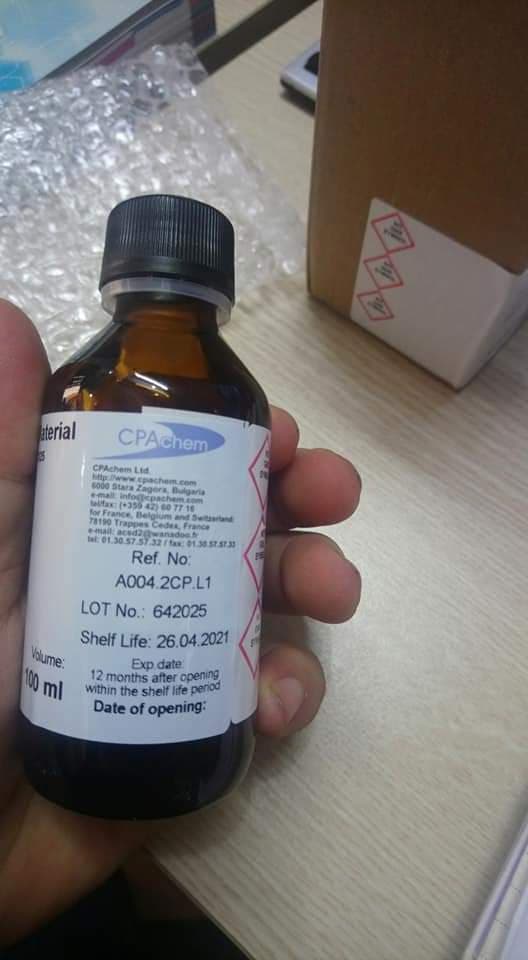 aterial
CPAchem
CPAchem Ltd.
http://www.cpachem.com
6000 Stara Zagora, Bulgaria
e-mail: info@cpachem.com
tel/fax: (+359 42) 60 77 16
for France, Belgium and Switzerland
78190 Trappes Cedex, France
e-mail: acsd2@wanadoo.fr
tel: 01.30.57.57.32 / fax: 01.30.57.57.33
Ref. No:
A004.2CP.L1
LOT No.: 642025
Shelf Life: 26.04.2021
Volume:
100 ml
Exp.date:
12 months after opening
within the shelf life period
Date of opening: